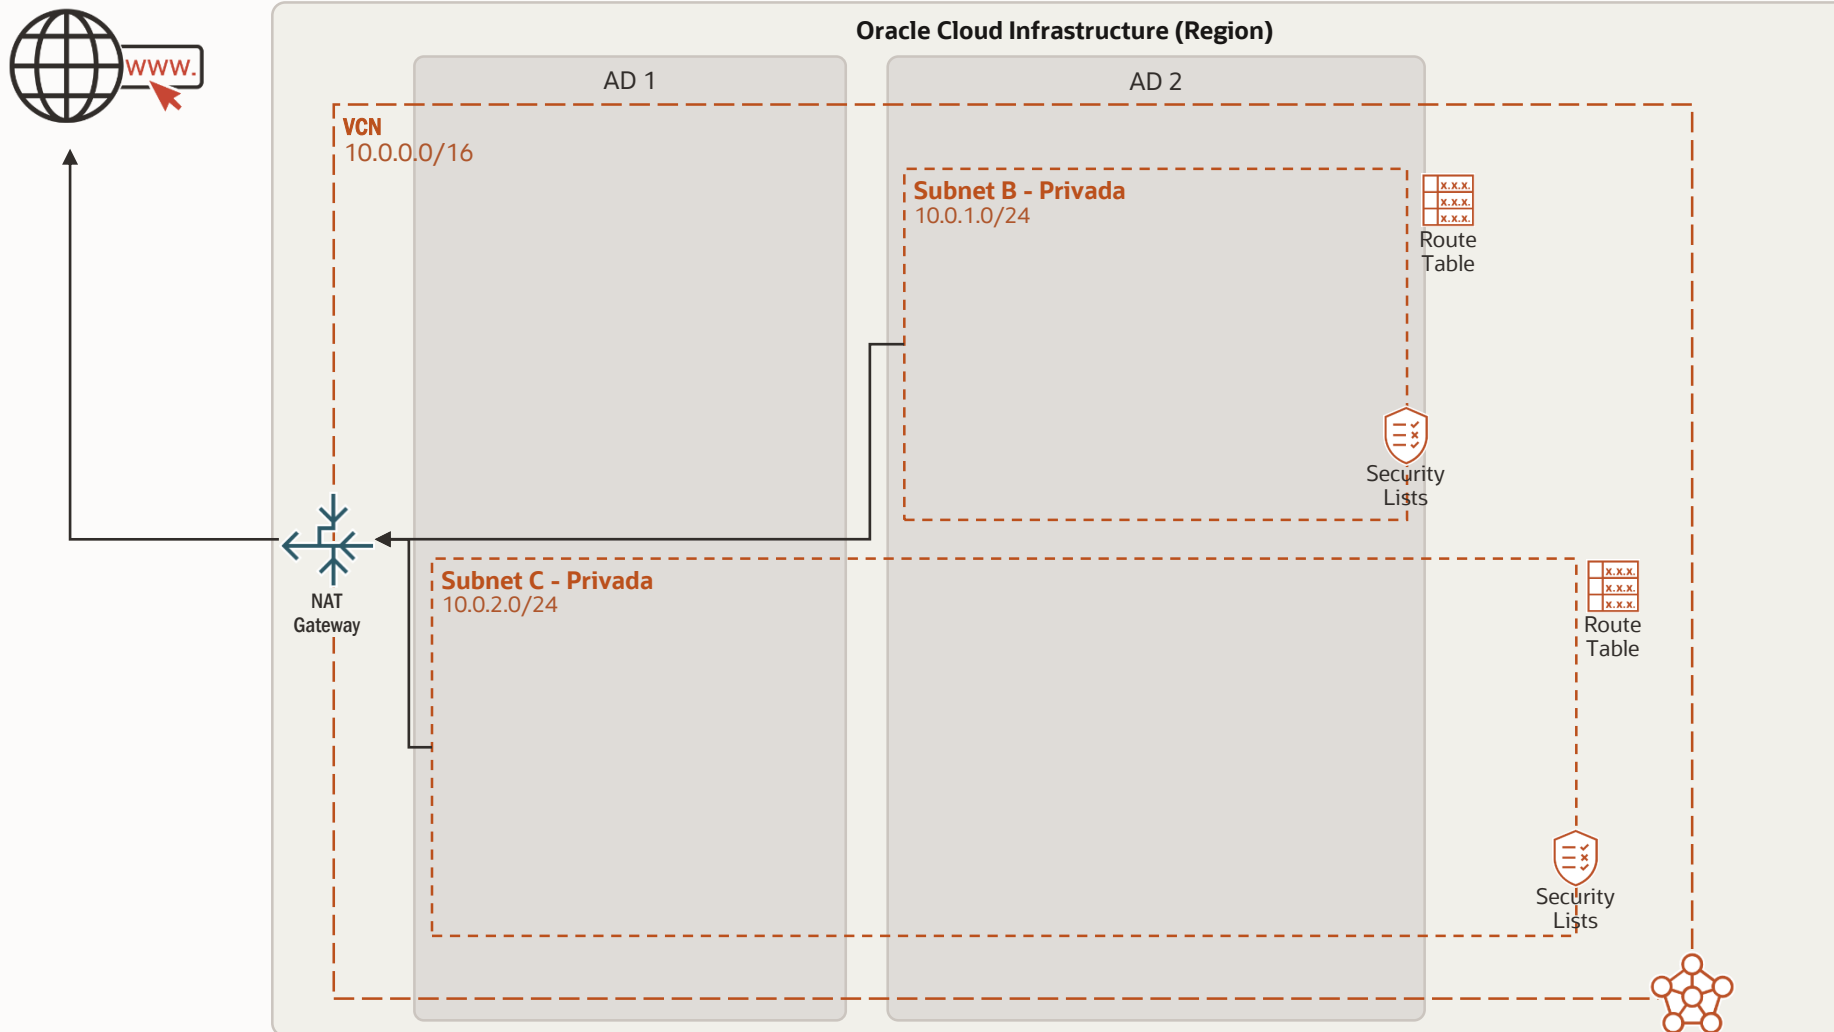 www.
Oracle Cloud Infrastructure (Region)
AD 1
AD 2
VCN
10.0.0.0/16
Subnet B - Privada
10.0.1.0/24
x.x.x.
x.x.x.
x.x.x.
Route
Table
Security
Lists
NAT
Gateway
Subnet C - Privada
10.0.2.0/24
x.x.x.
x.x.x.
x.x.x.
Route
Table
Security
Lists